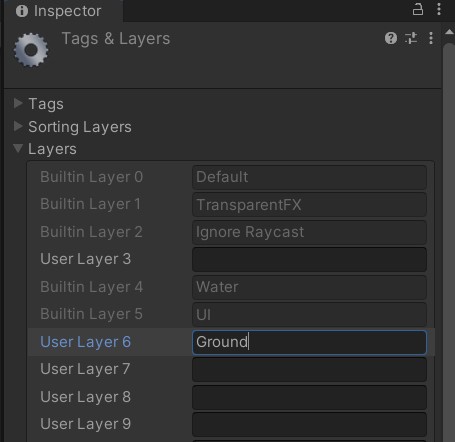 Inspector
Tags & Layers
Tags
Sorting Layers
Layers
Builtin Layer 0 Default
Builtin Layer 1 TransparentFX
Builtin Layer 2 Ignore Raycast
User Layer 3
Builtin Layer 4 Water
Builtin Layer 5 UI
User Layer 6 Ground
User Layer 7
User Layer 8
User Layer 9